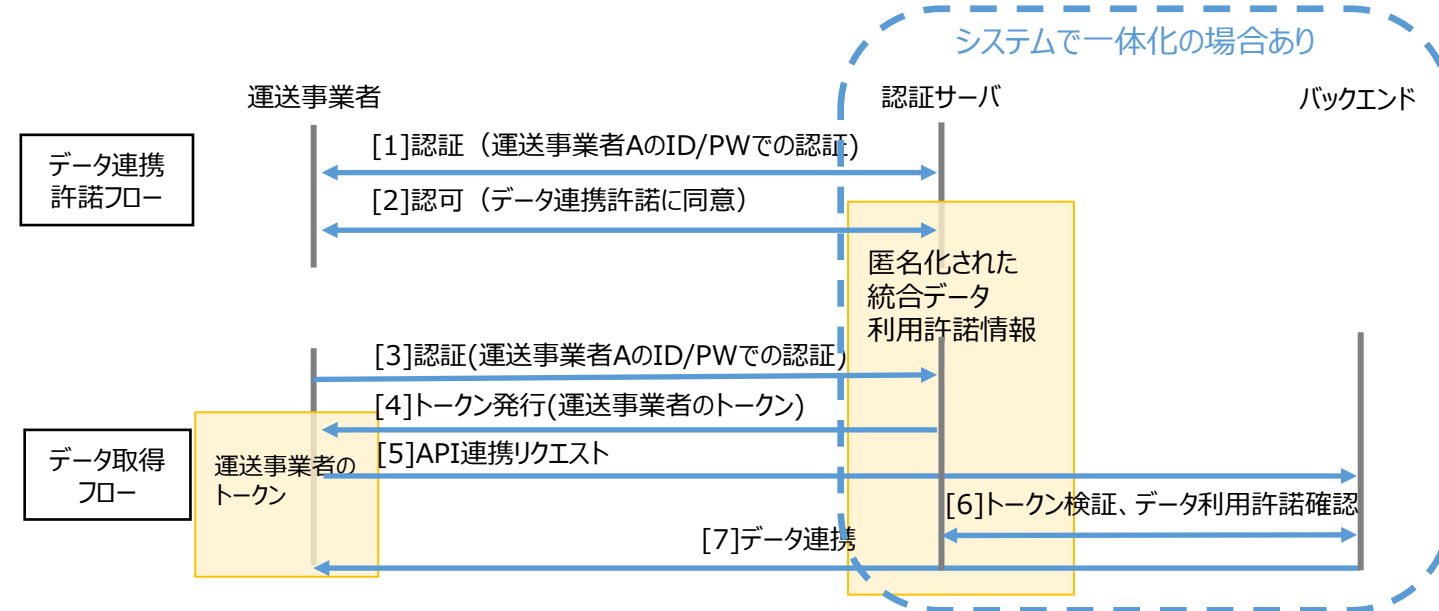 システムで一体化の場合あり
運送事業者
認証サーバ
バックエンド
データ連携
許諾フロー
[1]認証（運送事業者AのID/PWでの認証)
[2]認可（データ連携許諾に同意）
匿名化された
統合データ
利用許諾情報
[3]認証(運送事業者AのID/PWでの認証)
[4]トークン発行(運送事業者のトークン)
データ取得
フロー
運送事業者の
トークン
[5]API連携リクエスト
[6]トークン検証、データ利用許諾確認
[7]データ連携